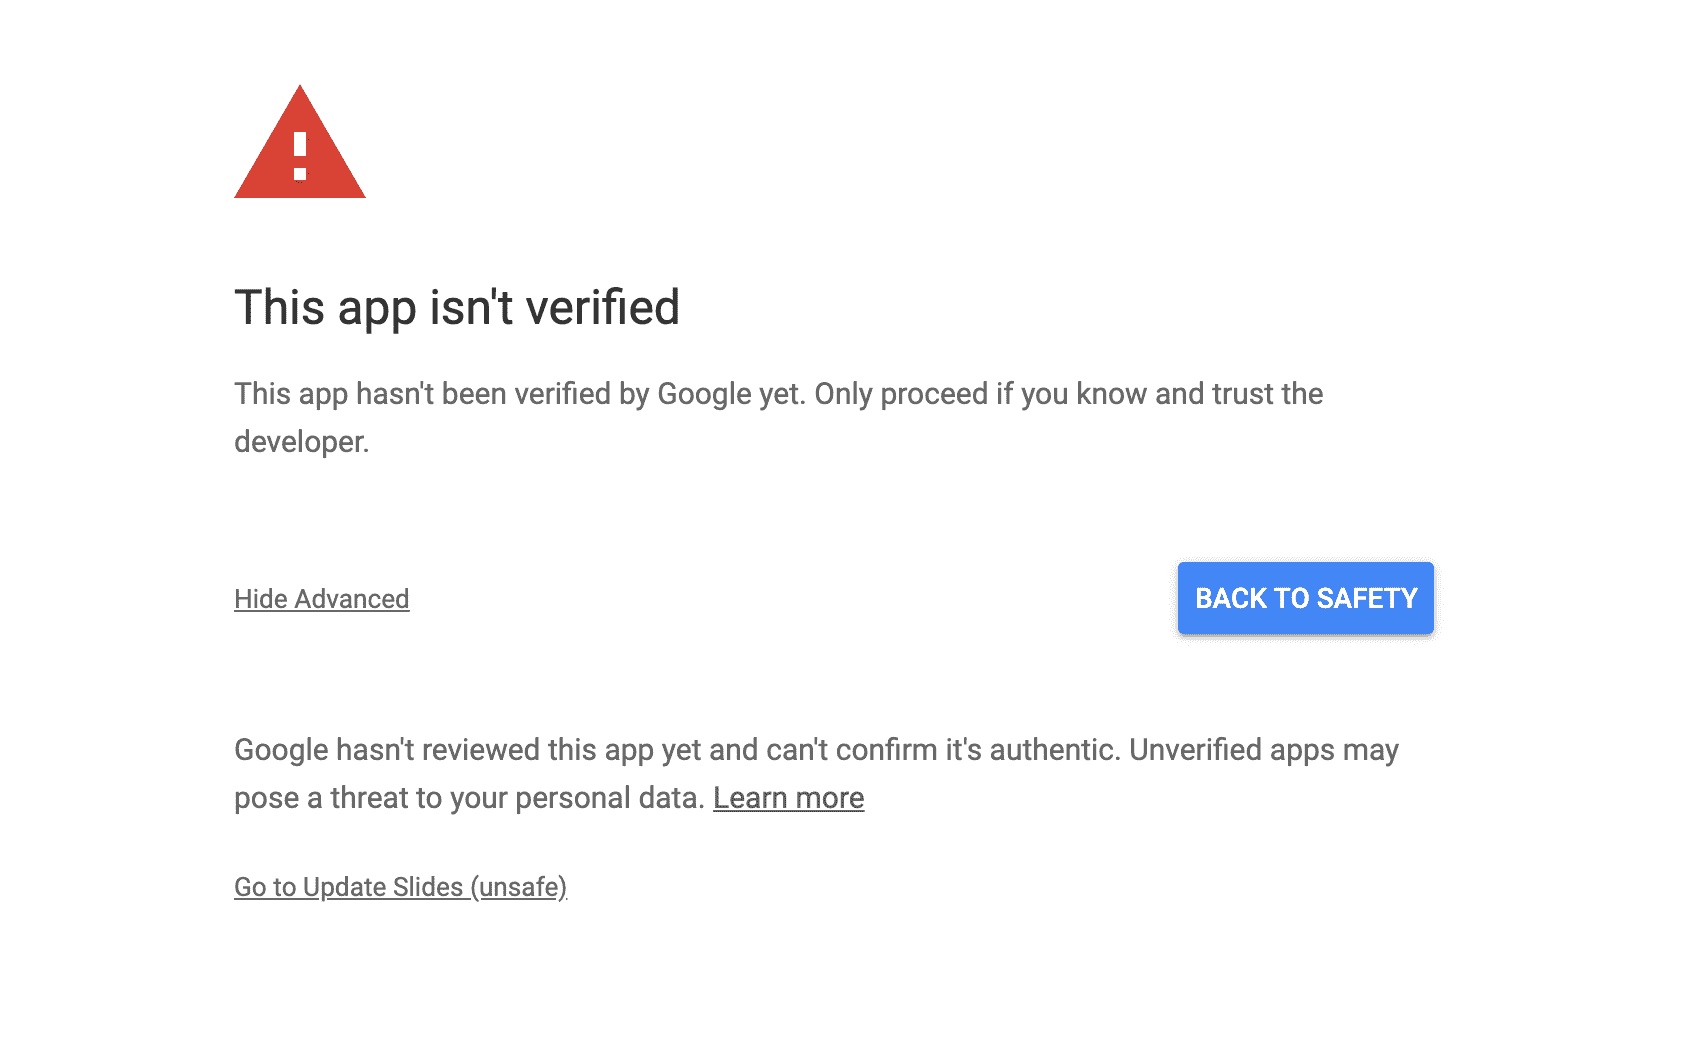 This app isn't verified
This app hasn't been verified by Google yet. Only proceed if you know and trust the
developer.
Hide Advanced
BACK TO SAFETY
Google hasn't reviewed this app yet and can't confirm it's authentic. Unverified apps may
pose a threat to your personal data. Learn more
Go to Update Slides (unsafe)